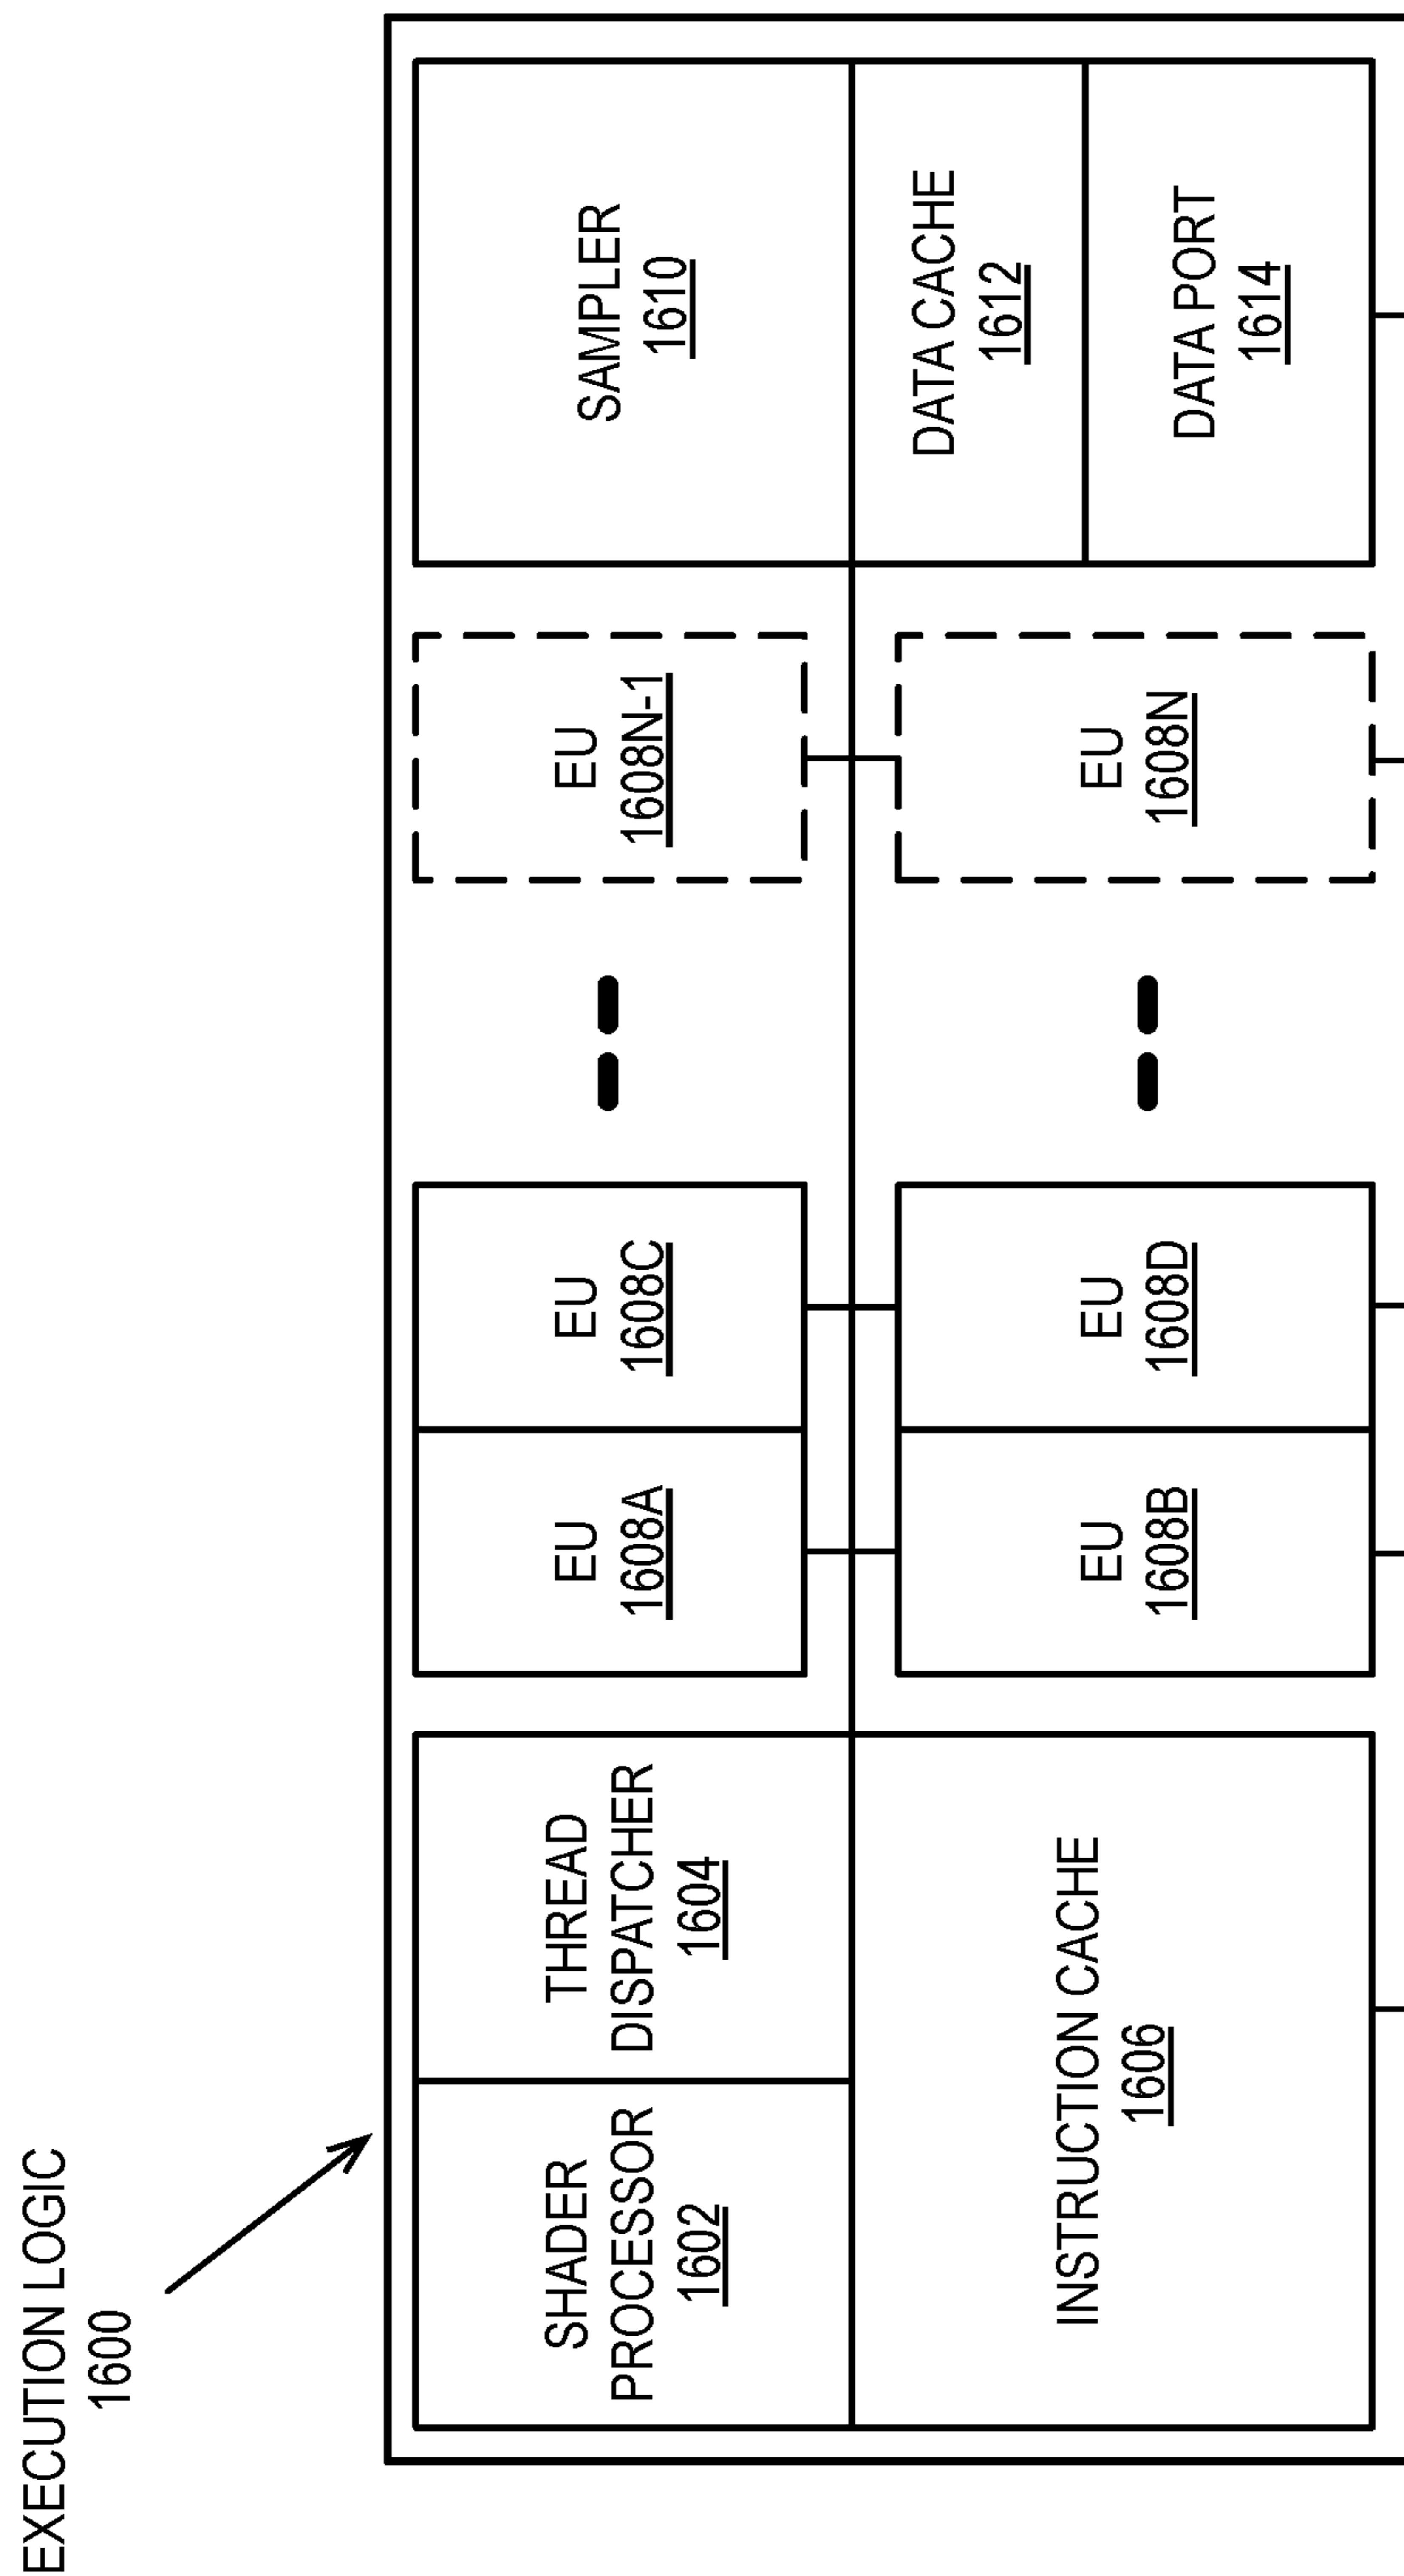 EXECUTION LOGIC
1600
SHADER
PROCESSOR
1602
THREAD
DISPATCHER
1604
EU
1608A
EU
1608C
EU
1608N-1
SAMPLER
1610
INSTRUCTION CACHE
1606
EU
1608B
EU
1608D
EU
1608N
DATA CACHE
1612
DATA PORT
1614